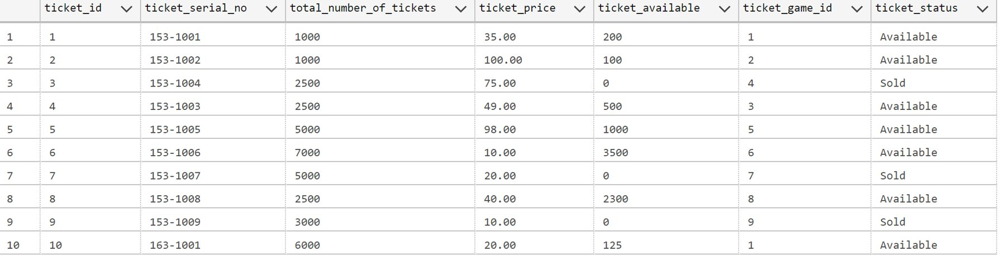 ticket_id ticket_serial_no total_number_of_tickets ticket_price ticket_available ticket_game_id ticket_status
1 1 153-1001 1000 35.00 200 1 Available
2 2 153-1002 1000 100.00 100 2 Available
3 3 153-1004 2500 75.00 0 4 Sold
4 4 153-1003 2500 49.00 500 3 Available
5 5 153-1005 5000 98.00 1000 5 Available
6 6 153-1006 7000 10.00 3500 6 Available
7 7 153-1007 5000 20.00 0 7 Sold
8 8 153-1008 2500 40.00 2300 8 Available
9 9 153-1009 3000 10.00 0 9 Sold
10 10 163-1001 6000 20.00 125 1 Available